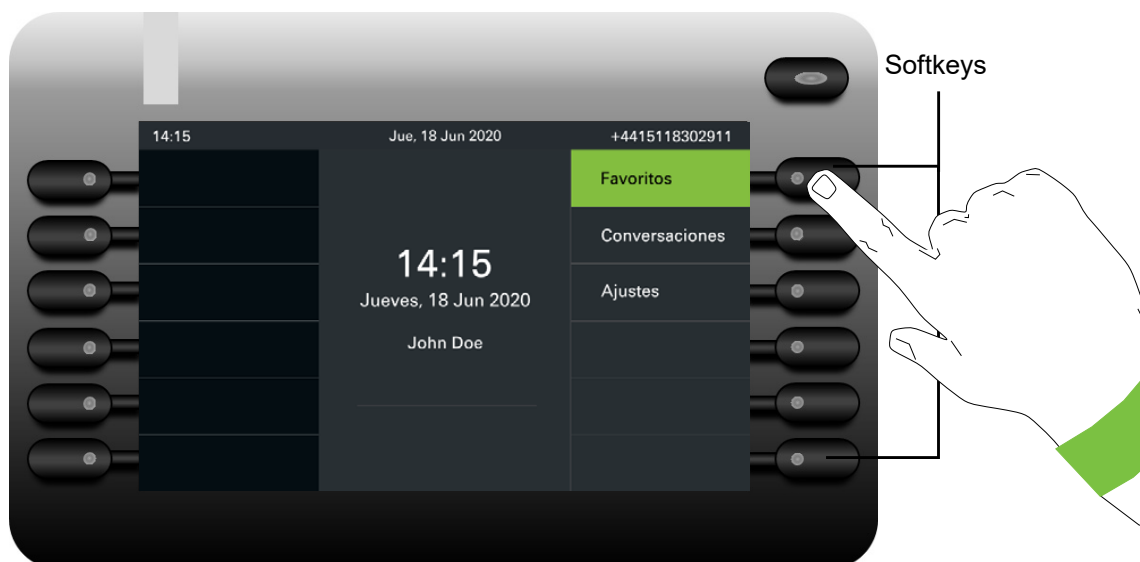 Softkeys
14:15 Jue, 18 Jun 2020 +4415118302911
Favoritos
Conversaciones
14:15
Ajustes
Jueves, 18 Jun 2020
John Doe